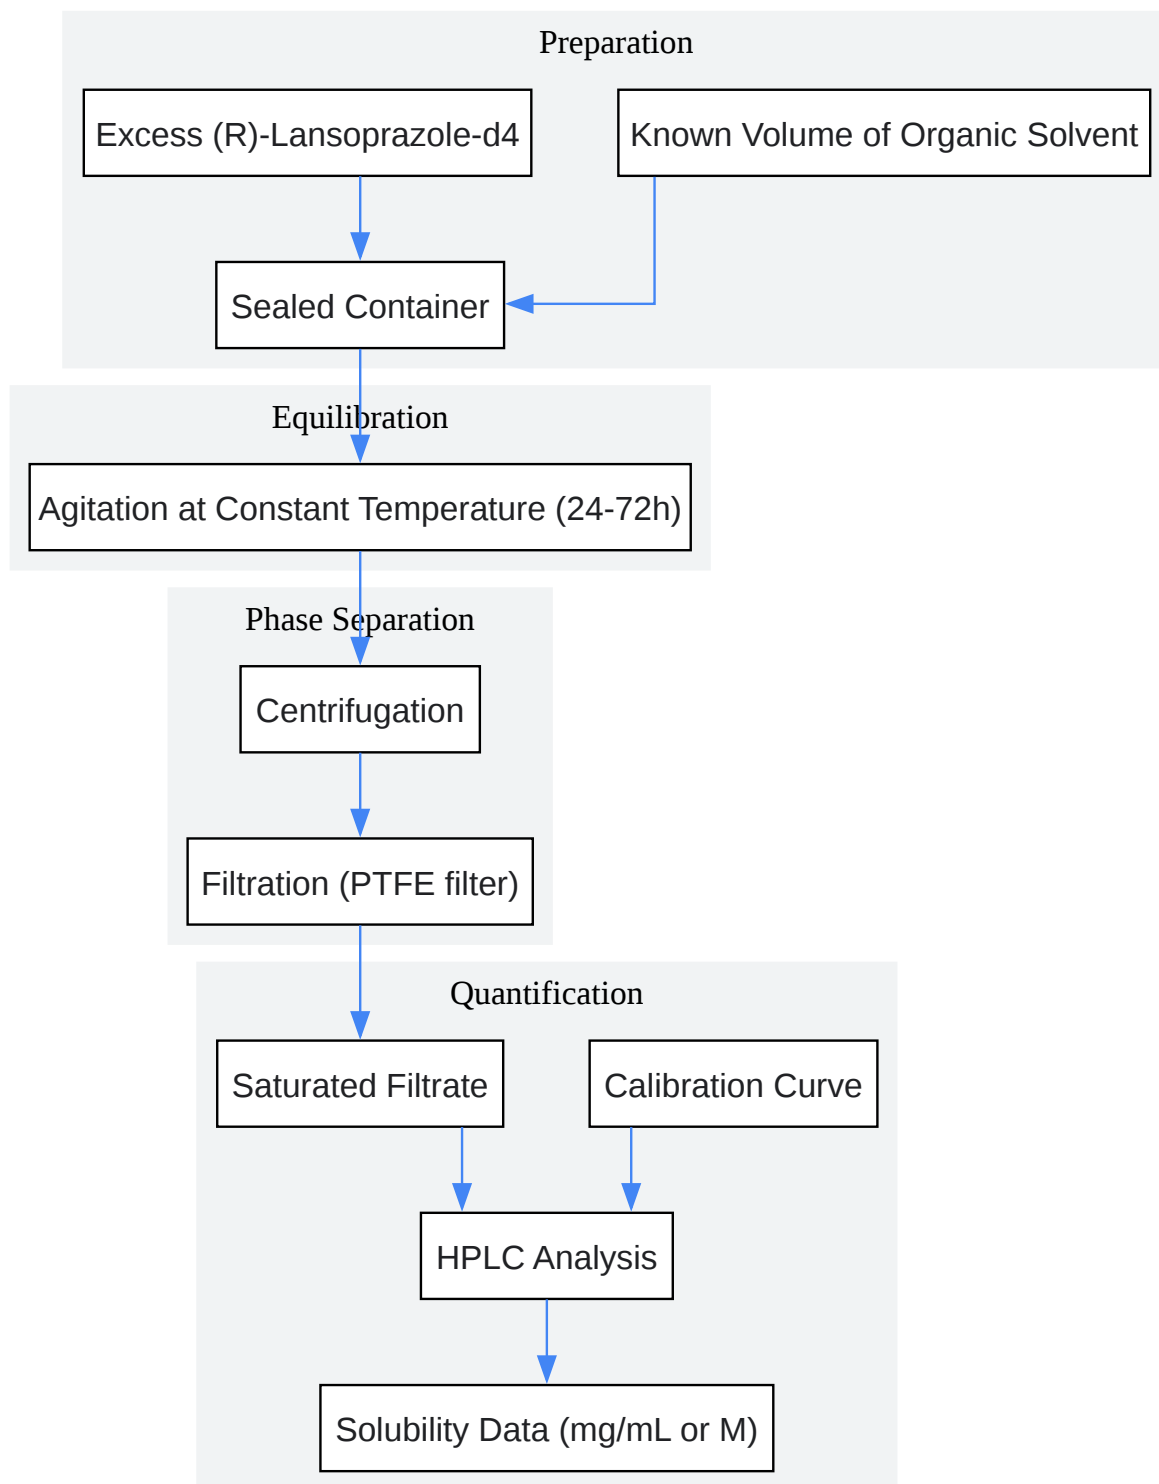 Preparation
Excess (R)-Lansoprazole-d4
Known Volume of Organic Solvent
Sealed Container
Equilibration
Agitation at Constant Temperature (24-72h)
Phase Separation
Centrifugation
Filtration (PTFE filter)
Quantification
Saturated Filtrate
Calibration Curve
HPLC Analysis
Solubility Data (mg/mL or M)